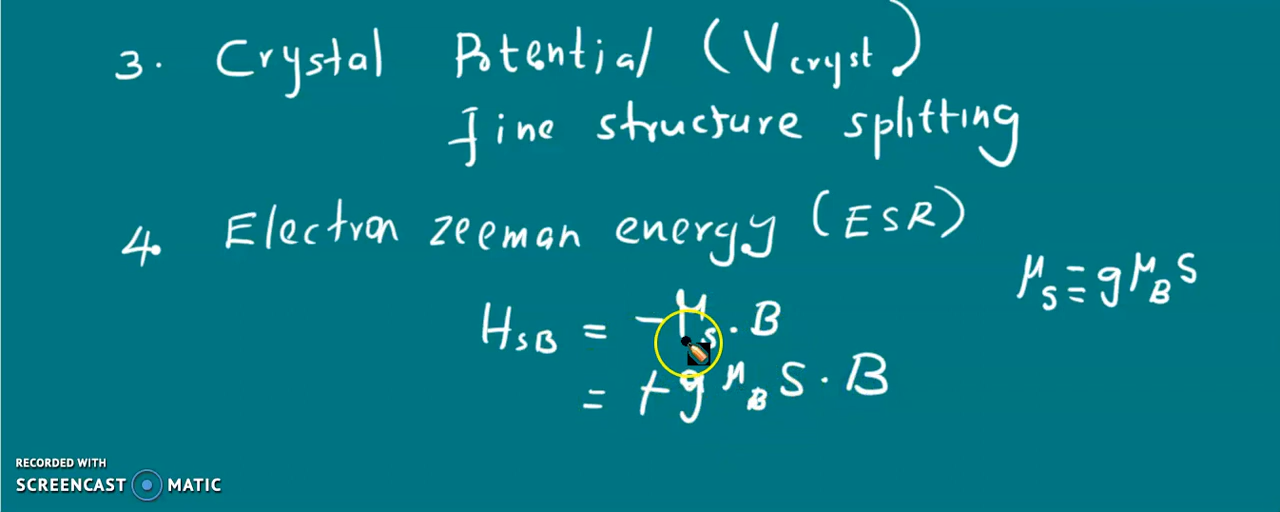 3. Crystal Potential (Vcryst)
fine structure splitting
4. Electron zeeman energy (ESR)
μs = gμB S
HSB = -μs . B
= +gμB S . B
RECORDED WITH
SCREENCAST MATIC